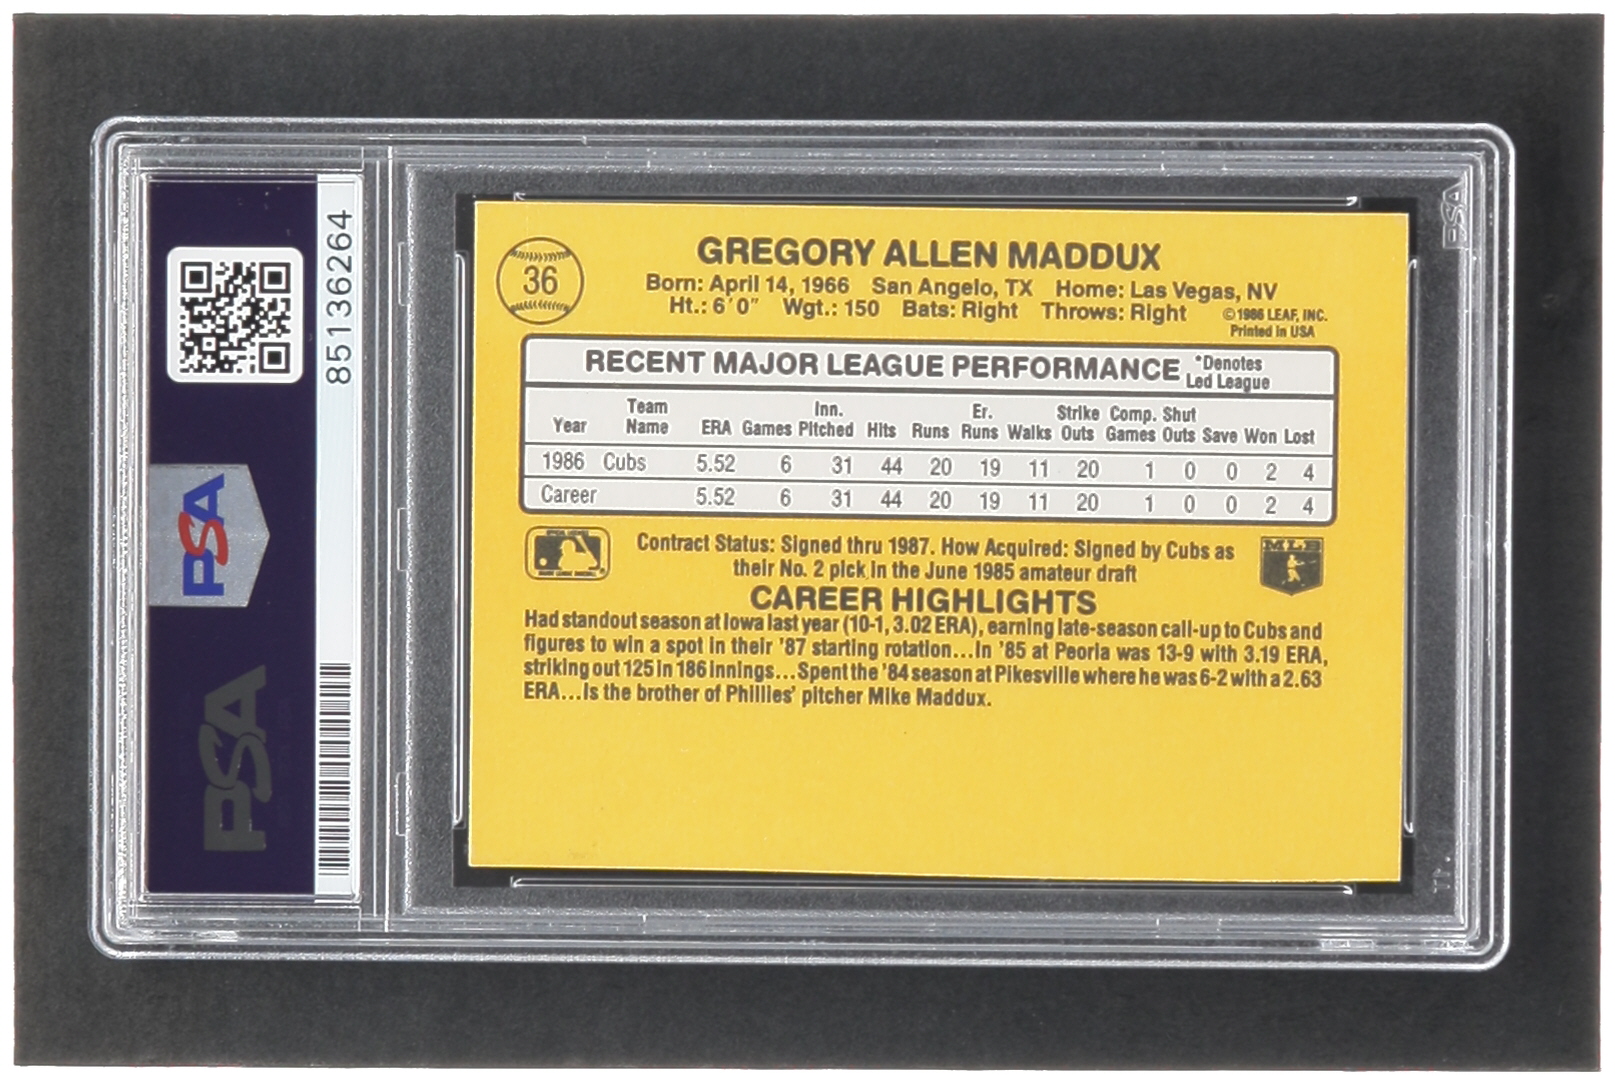 85136264
PSA
PSA
PSA
36
GREGORY ALLEN MADDUX
Born: April 14, 1966 San Angelo, TX Home: Las Vegas, NV
Ht.: 6'0" Wgt.: 150 Bats: Right Throws: Right
©1986 LEAF, INC.
Printed in USA
RECENT MAJOR LEAGUE PERFORMANCE *Denotes Led League
Year Team Name ERA Games Inn. Pitched Hits Runs Er. Runs Walks Strike Outs Comp. Games Shut Outs Save Won Lost
1986 Cubs 5.52 6 31 44 20 19 11 20 1 0 0 2 4
Career 5.52 6 31 44 20 19 11 20 1 0 0 2 4
Contract Status: Signed thru 1987. How Acquired: Signed by Cubs as
their No. 2 pick in the June 1985 amateur draft
MLB
CAREER HIGHLIGHTS
Had standout season at Iowa last year (10-1, 3.02 ERA), earning late-season call-up to Cubs and
figures to win a spot in their '87 starting rotation...In '85 at Peoria was 13-9 with 3.19 ERA,
striking out 125 in 186 innings...Spent the '84 season at Pikesville where he was 6-2 with a 2.63
ERA...Is the brother of Phillies' pitcher Mike Maddux.